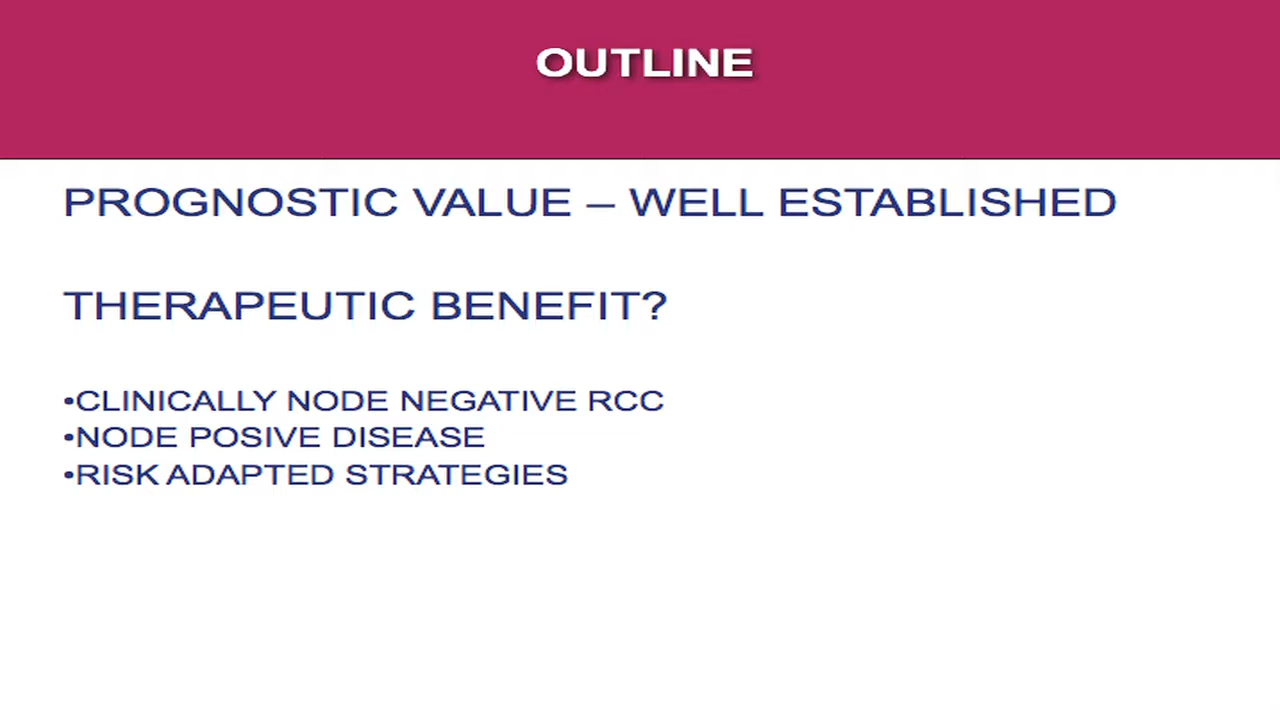 OUTLINE
PROGNOSTIC VALUE – WELL ESTABLISHED
THERAPEUTIC BENEFIT?
•CLINICALLY NODE NEGATIVE RCC
•NODE POSIVE DISEASE
•RISK ADAPTED STRATEGIES